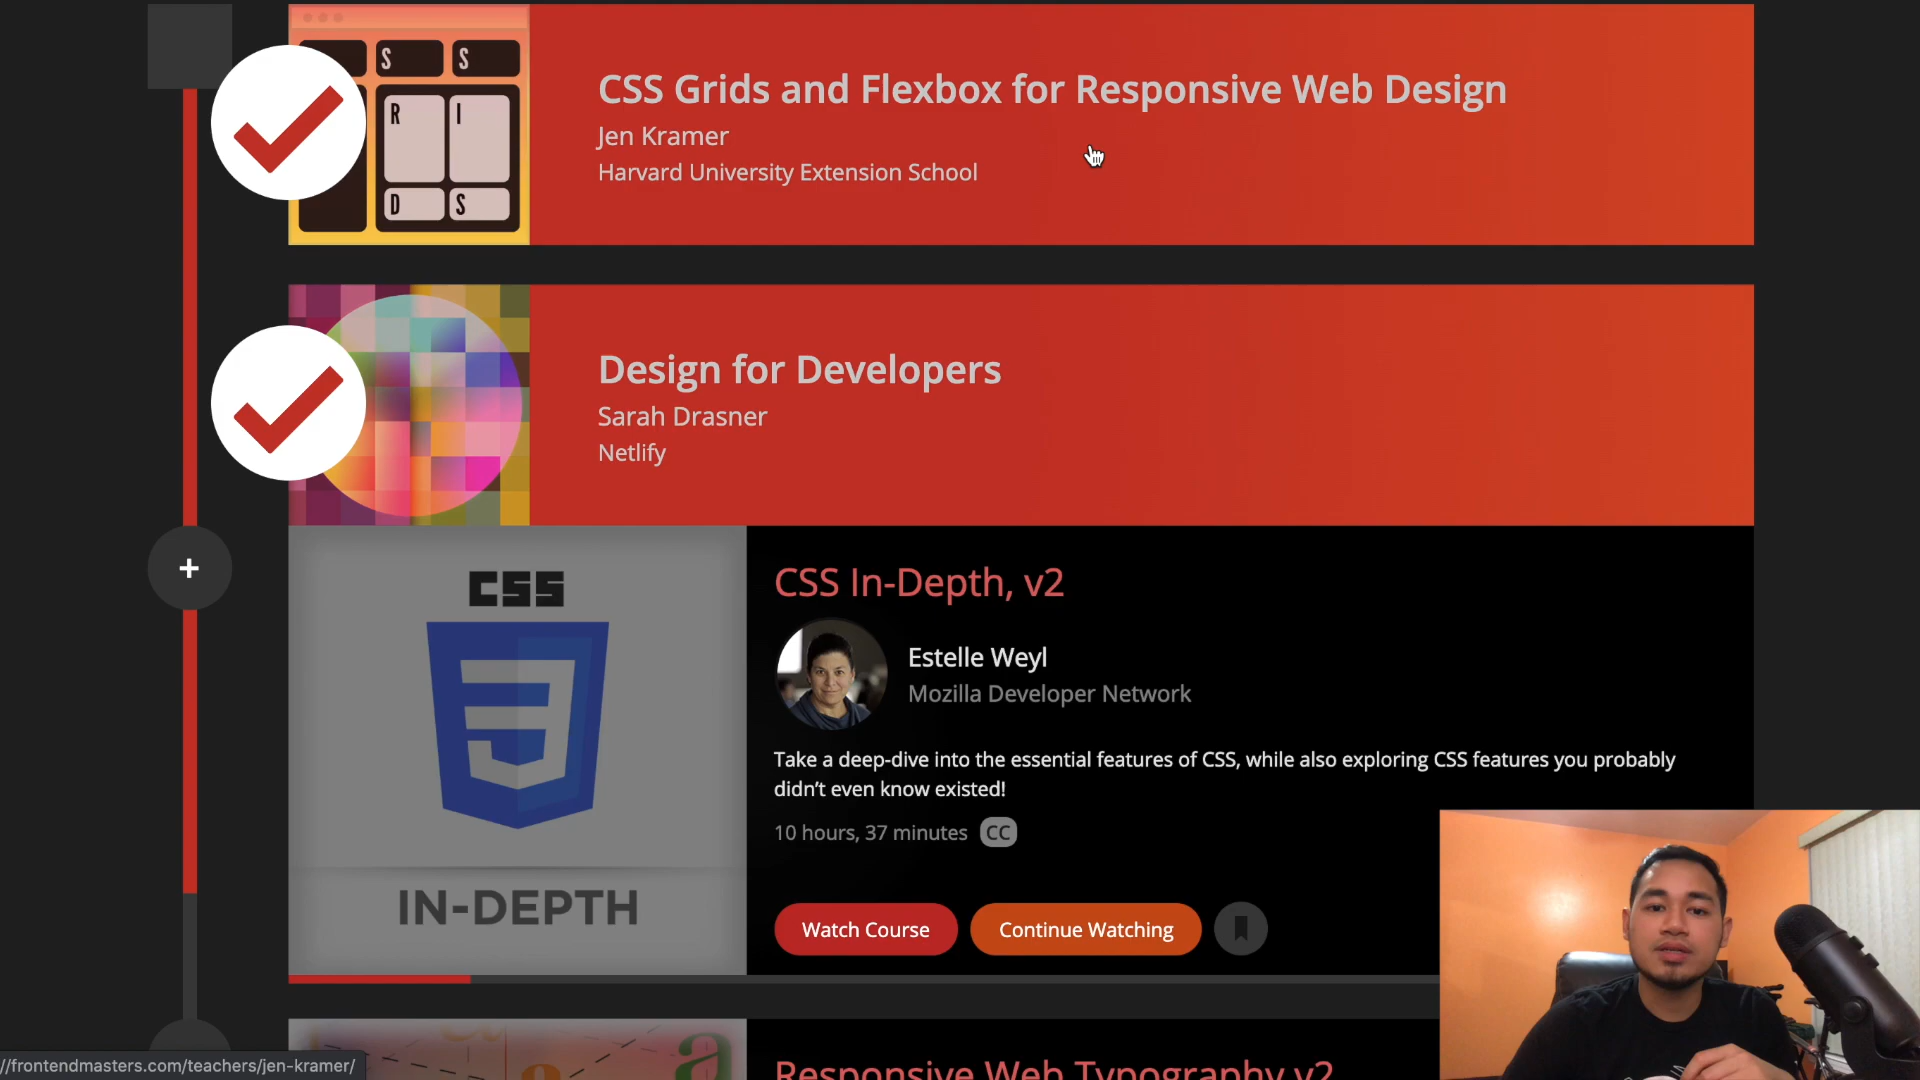 S S
R I
D S
CSS Grids and Flexbox for Responsive Web Design
Jen Kramer
Harvard University Extension School
Design for Developers
Sarah Drasner
Netlify
+
CSS
IN-DEPTH
CSS In-Depth, v2
Estelle Weyl
Mozilla Developer Network
Take a deep-dive into the essential features of CSS, while also exploring CSS features you probably
didn’t even know existed!
10 hours, 37 minutes CC
Watch Course
Continue Watching
a
Responsive Web Typography v2
//frontendmasters.com/teachers/jen-kramer/